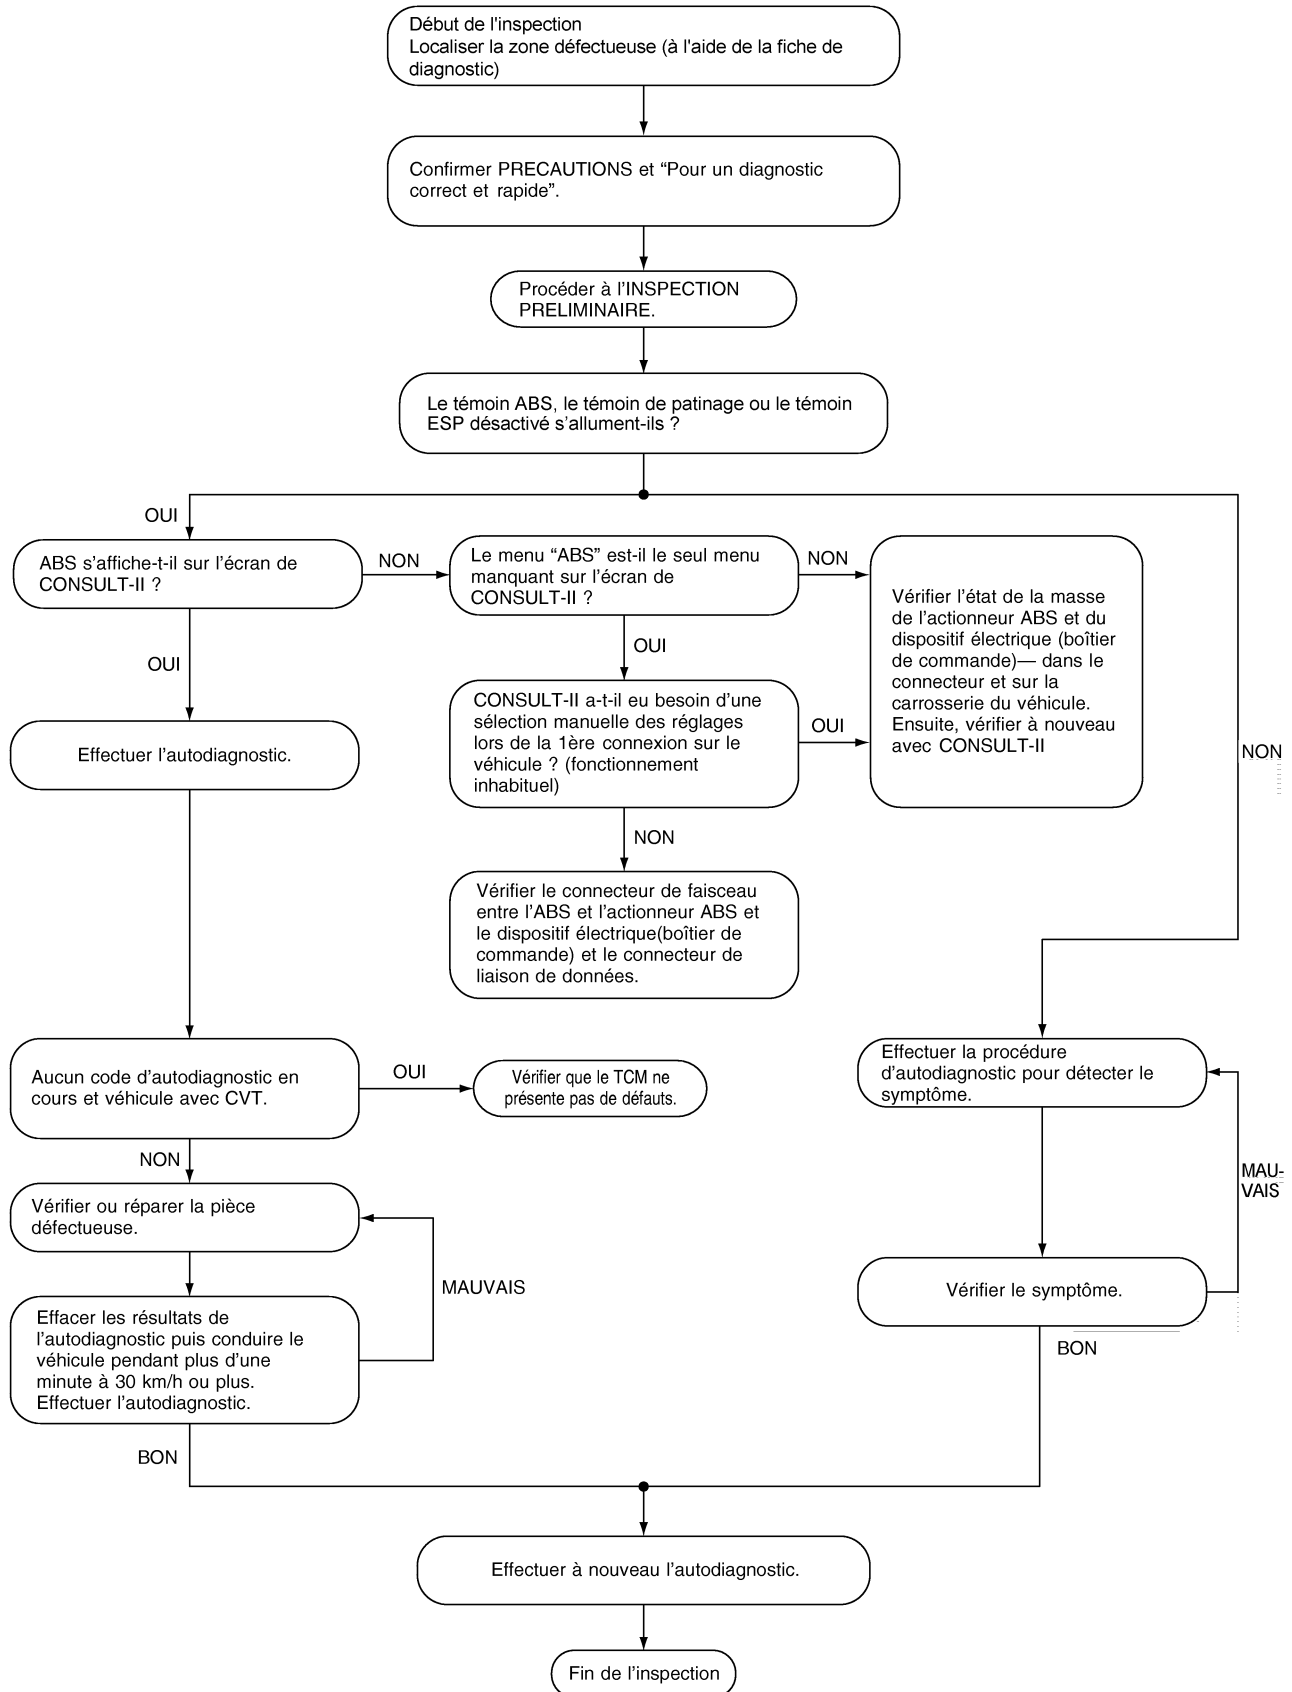 Début de l'inspection
Localiser la zone défectueuse (à l'aide de la fiche de
diagnostic)
Confirmer PRECAUTIONS et “Pour un diagnostic
correct et rapide”.
Procéder à l’INSPECTION
PRELIMINAIRE.
Le témoin ABS, le témoin de patinage ou le témoin
ESP désactivé s’allument-ils ?
OUI
ABS s’affiche-t-il sur l’écran de
CONSULT-II ?
NON
Le menu “ABS” est-il le seul menu
manquant sur l’écran de
CONSULT-II ?
NON
Vérifier l’état de la masse
de l’actionneur ABS et du
dispositif électrique (boîtier
de commande)— dans le
connecteur et sur la
carrosserie du véhicule.
Ensuite, vérifier à nouveau
avec CONSULT-II
OUI
OUI
CONSULT-II a-t-il eu besoin d’une
sélection manuelle des réglages
lors de la 1ère connexion sur le
véhicule ? (fonctionnement
inhabituel)
OUI
NON
Effectuer l’autodiagnostic.
NON
Vérifier le connecteur de faisceau
entre l’ABS et l’actionneur ABS et
le dispositif électrique(boîtier de
commande) et le connecteur de
liaison de données.
Aucun code d’autodiagnostic en
cours et véhicule avec CVT.
OUI
Vérifier que le TCM ne
présente pas de défauts.
Effectuer la procédure
d’autodiagnostic pour détecter le
symptôme.
NON
MAU-
VAIS
Vérifier ou réparer la pièce
défectueuse.
MAUVAIS
Vérifier le symptôme.
Effacer les résultats de
l’autodiagnostic puis conduire le
véhicule pendant plus d’une
minute à 30 km/h ou plus.
Effectuer l’autodiagnostic.
BON
BON
Effectuer à nouveau l’autodiagnostic.
Fin de l’inspection